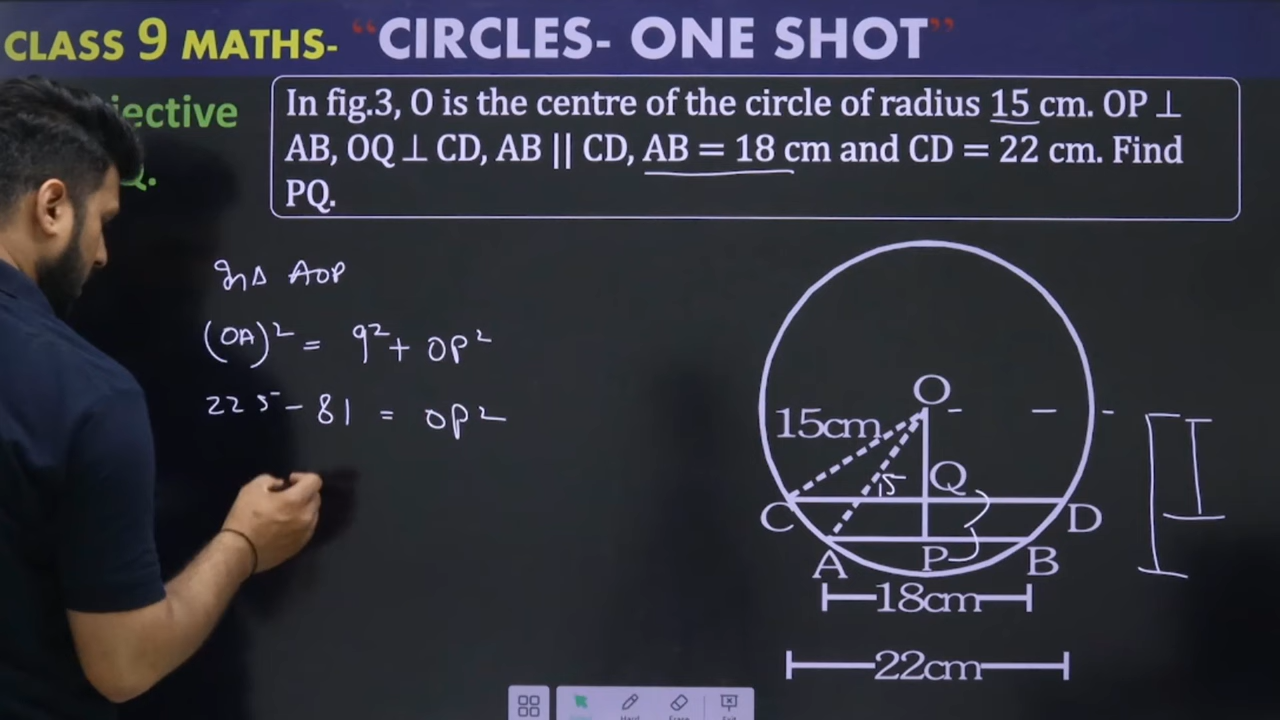 CLASS 9 MATHS- “CIRCLES- ONE SHOT”
jective
Q.
In fig.3, O is the centre of the circle of radius 15 cm. OP ⊥
AB, OQ ⊥ CD, AB || CD, AB = 18 cm and CD = 22 cm. Find
PQ.
In Δ AOP
(OA)² = 9² + OP²
225 - 81 = OP²
O
15cm
15
Q
C
D
A
P
B
18cm
22cm